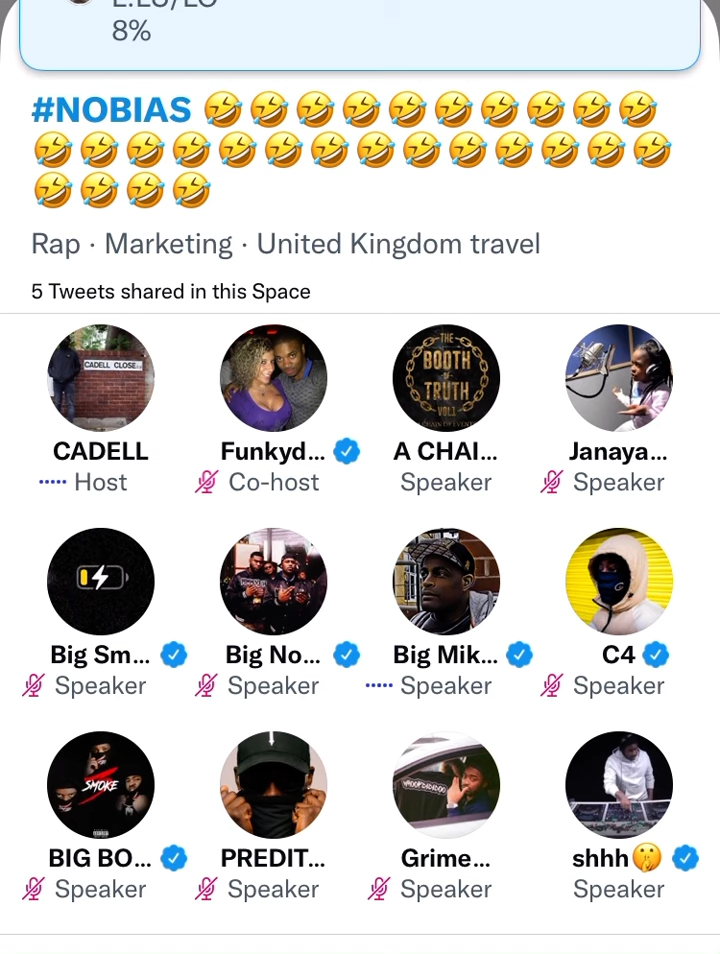 8%
#NOBIAS 🤣🤣🤣🤣🤣🤣🤣🤣🤣🤣
🤣🤣🤣🤣🤣🤣🤣🤣🤣🤣🤣🤣🤣🤣
🤣🤣🤣🤣
Rap · Marketing · United Kingdom travel
5 Tweets shared in this Space
CADELL CLOSE
THE
BOOTH
OF
TRUTH
VOL1
CADELL
Funkyd...
A CHAI...
Janaya...
Host
Co-host
Speaker
Speaker
Big Sm...
Big No...
Big Mik...
C4
Speaker
Speaker
Speaker
Speaker
SMOKE
BIG BO...
PREDIT...
Grime...
shhh🤫
Speaker
Speaker
Speaker
Speaker